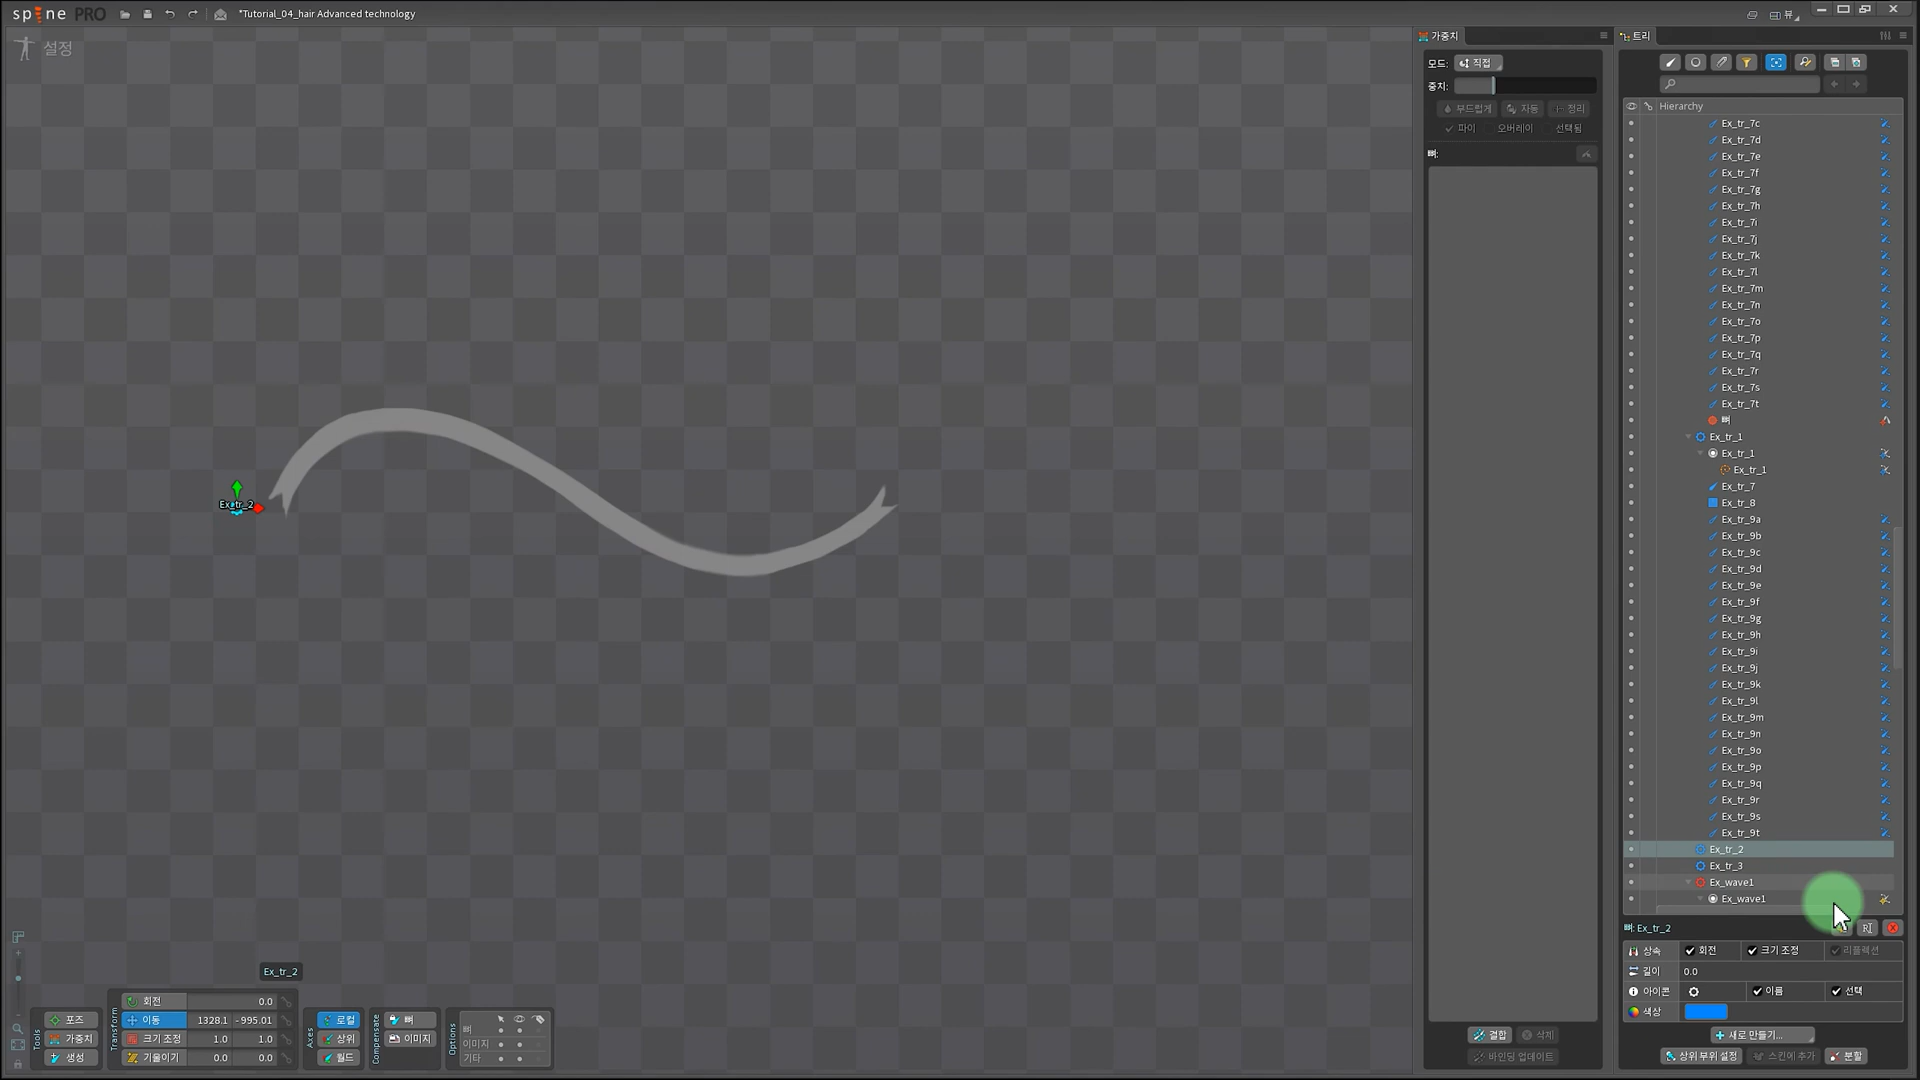 spine PRO *Tutorial_04_hair Advanced technology
뷰
설정
Ex_tr_2
Ex_tr_2
Tools
포즈
가중치
생성
Transform
회전 0.0
이동 1328.1 -995.01
크기 조정 1.0 1.0
기울이기 0.0 0.0
Axes
로컬
상위
월드
Compensate
뼈
이미지
Options
뼈
이미지
기타
가중치
모드: 직접
중치:
부드럽게 자동 정리
파이 오버레이 선택됨
뼈:
결합 삭제
바인딩 업데이트
트리
Hierarchy
Ex_tr_7c
Ex_tr_7d
Ex_tr_7e
Ex_tr_7f
Ex_tr_7g
Ex_tr_7h
Ex_tr_7i
Ex_tr_7j
Ex_tr_7k
Ex_tr_7l
Ex_tr_7m
Ex_tr_7n
Ex_tr_7o
Ex_tr_7p
Ex_tr_7q
Ex_tr_7r
Ex_tr_7s
Ex_tr_7t
뼈
Ex_tr_1
Ex_tr_1
Ex_tr_1
Ex_tr_7
Ex_tr_8
Ex_tr_9a
Ex_tr_9b
Ex_tr_9c
Ex_tr_9d
Ex_tr_9e
Ex_tr_9f
Ex_tr_9g
Ex_tr_9h
Ex_tr_9i
Ex_tr_9j
Ex_tr_9k
Ex_tr_9l
Ex_tr_9m
Ex_tr_9n
Ex_tr_9o
Ex_tr_9p
Ex_tr_9q
Ex_tr_9r
Ex_tr_9s
Ex_tr_9t
Ex_tr_2
Ex_tr_3
Ex_wave1
Ex_wave1
뼈: Ex_tr_2
상속 회전 크기 조정 리플렉션
길이 0.0
아이콘 이름 선택
색상
새로 만들기...
상위 부위 설정 스킨에 추가 분할